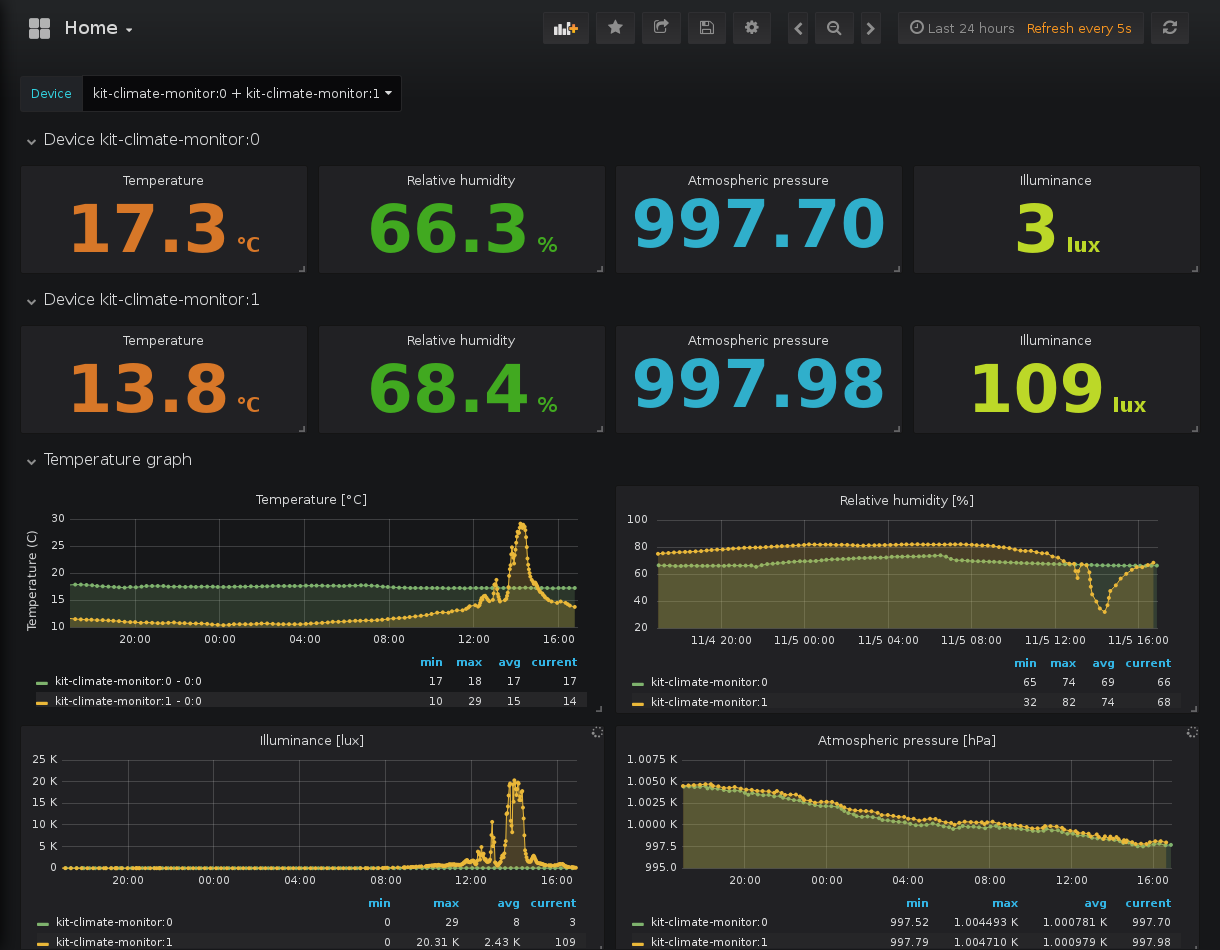 Home
Last 24 hours Refresh every 5s
Device kit-climate-monitor:0 + kit-climate-monitor:1
Device kit-climate-monitor:0
Temperature Relative humidity Atmospheric pressure Illuminance
17.3 °C 66.3 % 997.70 3 lux
Device kit-climate-monitor:1
Temperature Relative humidity Atmospheric pressure Illuminance
13.8 °C 68.4 % 997.98 109 lux
Temperature graph
Temperature [°C]
Temperature (C)
30
25
20
15
10
20:00 00:00 04:00 08:00 12:00 16:00
min max avg current
kit-climate-monitor:0 - 0:0 17 18 17 17
kit-climate-monitor:1 - 0:0 10 29 15 14
Relative humidity [%]
100
80
60
40
20
11/4 20:00 11/5 00:00 11/5 04:00 11/5 08:00 11/5 12:00 11/5 16:00
min max avg current
kit-climate-monitor:0 65 74 69 66
kit-climate-monitor:1 32 82 74 68
Illuminance [lux]
25 K
20 K
15 K
10 K
5 K
0
20:00 00:00 04:00 08:00 12:00 16:00
min max avg current
kit-climate-monitor:0 0 29 8 3
kit-climate-monitor:1 0 20.31 K 2.43 K 109
Atmospheric pressure [hPa]
1.0075 K
1.0050 K
1.0025 K
1.0000 K
997.5
995.0
20:00 00:00 04:00 08:00 12:00 16:00
min max avg current
kit-climate-monitor:0 997.52 1.004493 K 1.000781 K 997.70
kit-climate-monitor:1 997.79 1.004710 K 1.000979 K 997.98